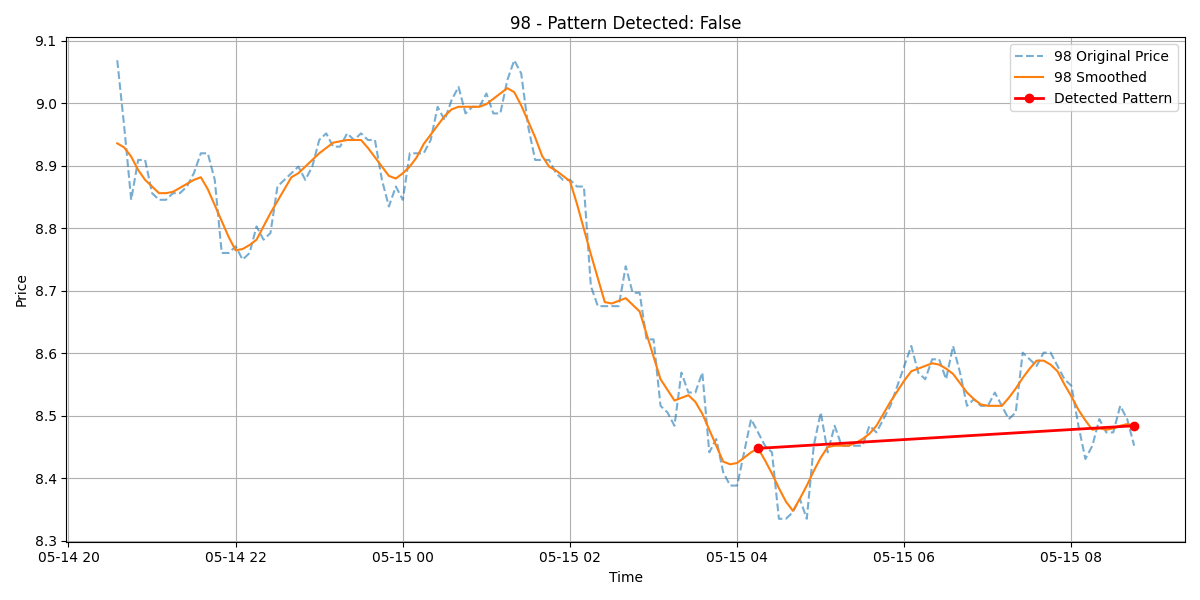 98 - Pattern Detected: False
98 Original Price
98 Smoothed
Detected Pattern
Price
9.1
9.0
8.9
8.8
8.7
8.6
8.5
8.4
8.3
05-14 20 05-14 22 05-15 00 05-15 02 05-15 04 05-15 06 05-15 08
Time